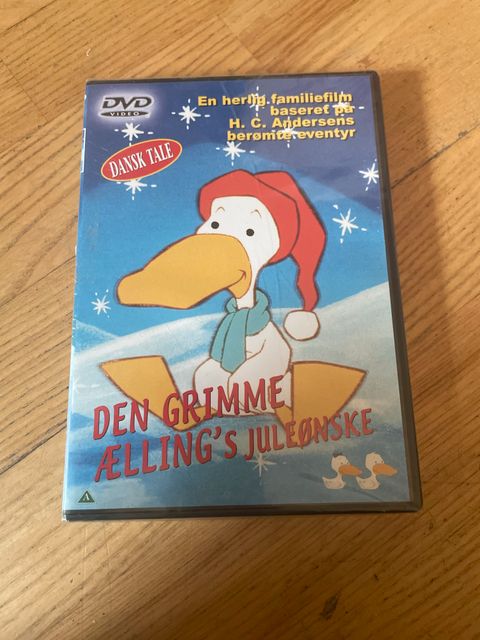 DVD
VIDEO
DANSK TALE
En herlig familiefilm
baseret på
H. C. Andersens
berømte eventyr
DEN GRIMME
ÆLLING's JULEØNSKE
A